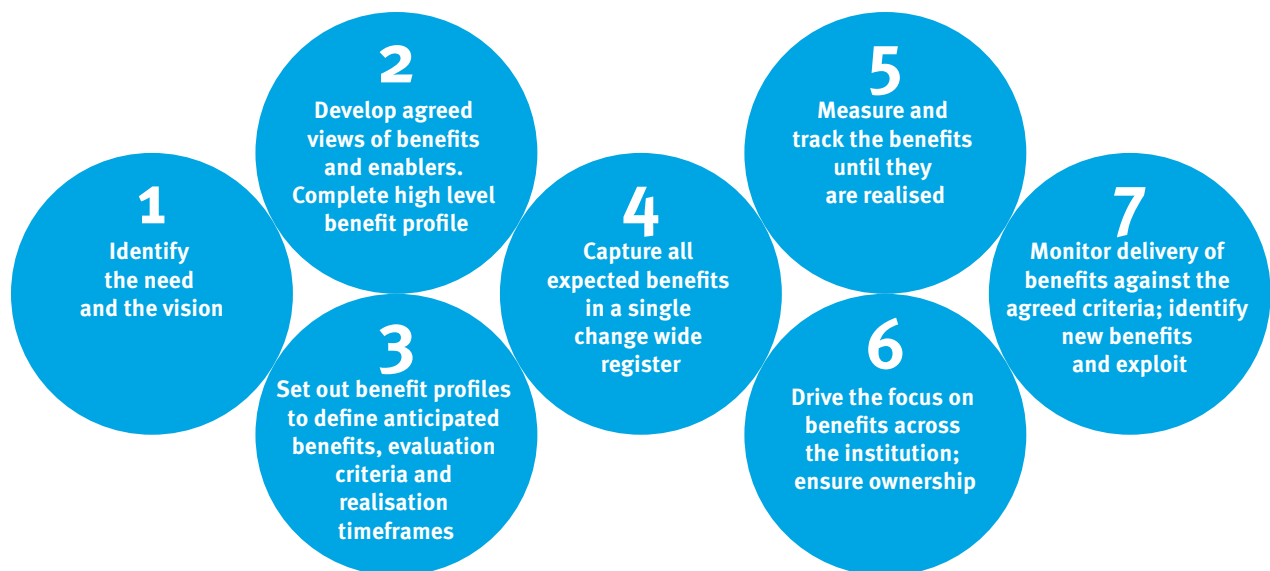 1
Identify
the need
and the vision
2
Develop agreed
views of benefits
and enablers.
Complete high level
benefit profile
3
Set out benefit profiles
to define anticipated
benefits, evaluation
criteria and
realisation
timeframes
4
Capture all
expected benefits
in a single
change wide
register
5
Measure and
track the benefits
until they
are realised
6
Drive the focus on
benefits across
the institution;
ensure ownership
7
Monitor delivery of
benefits against the
agreed criteria; identify
new benefits
and exploit